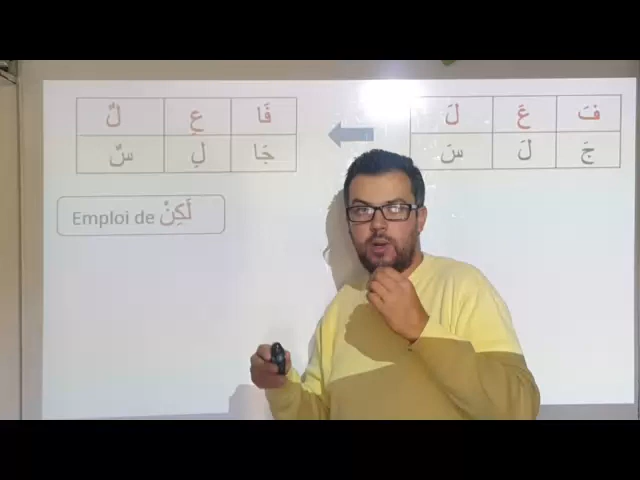 فَ عَ لَ
جَ لَ سَ
فَا عِ لٌ
جَا لِ سٌ
Emploi de لَكِنْ